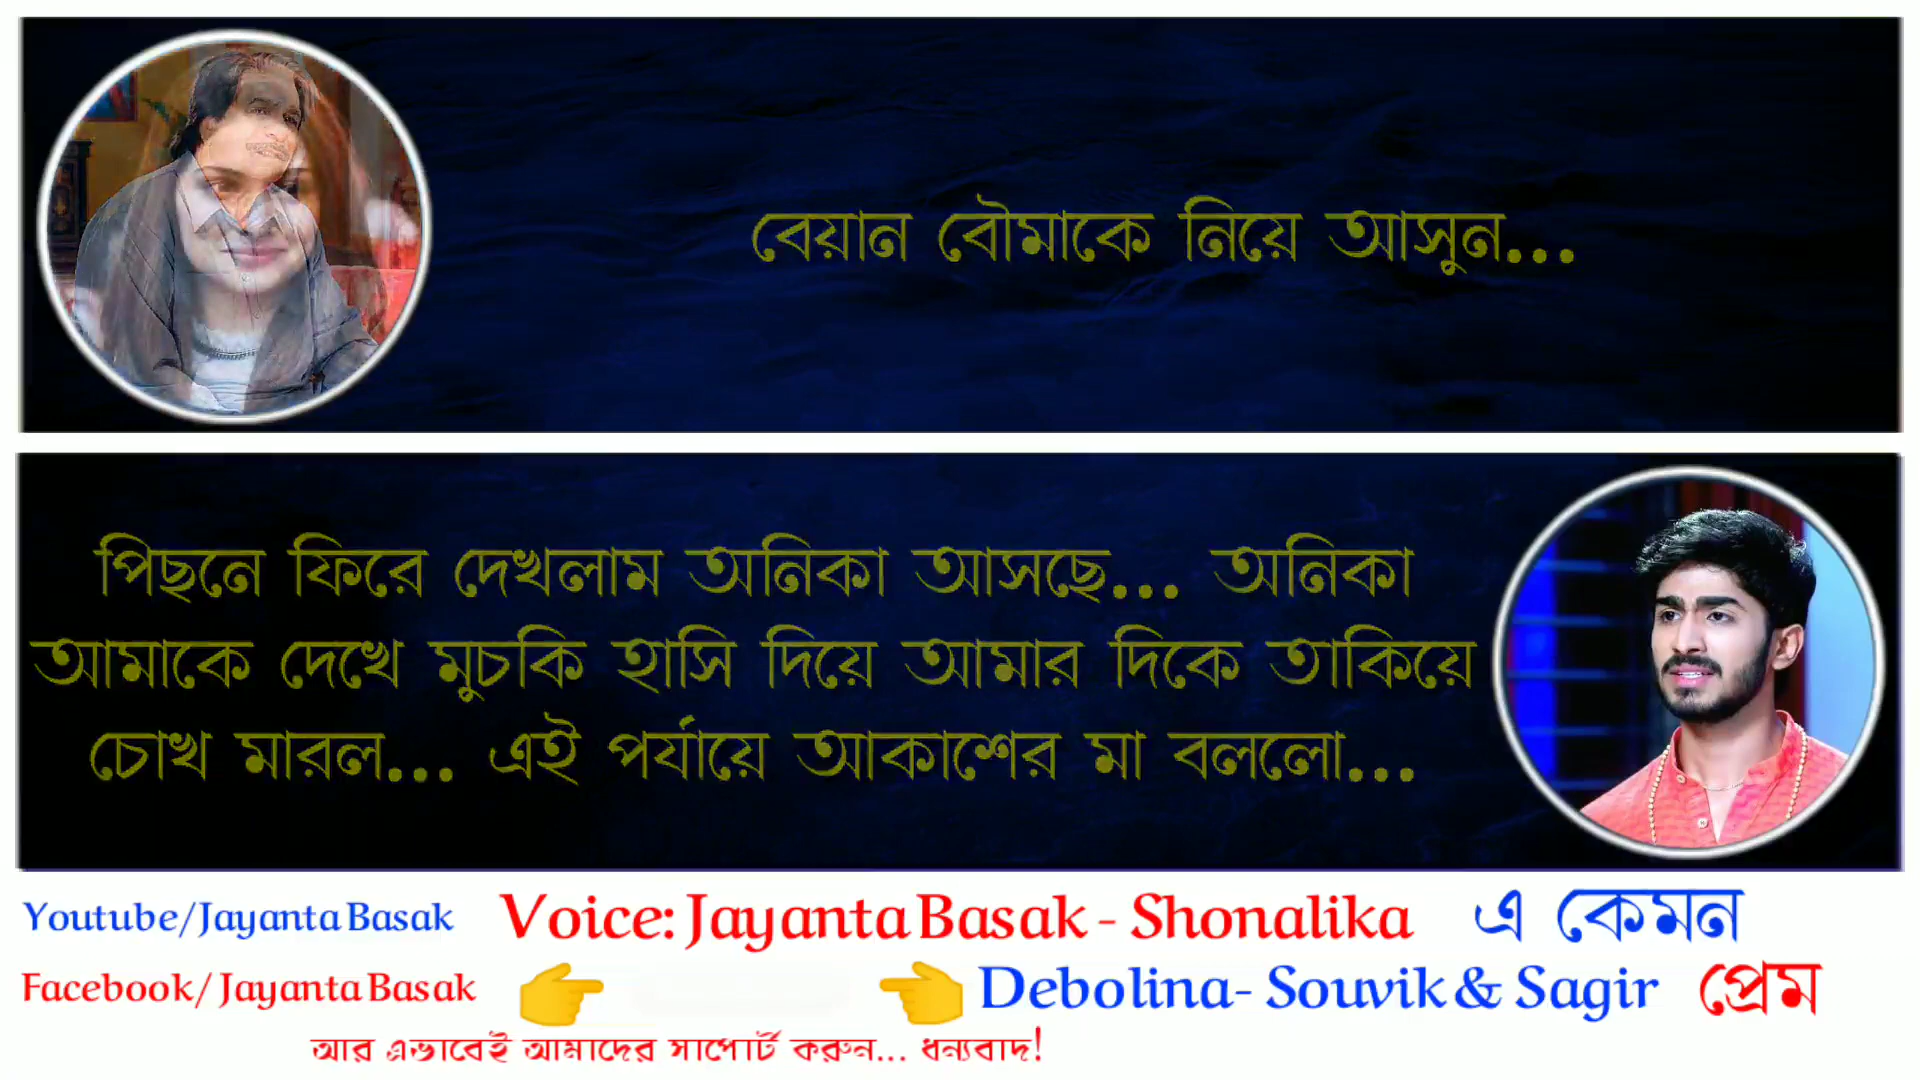 বেয়ান বৌমাকে নিয়ে আসুন...
পিছনে ফিরে দেখলাম অনিকা আসছে... অনিকা
আমাকে দেখে মুচকি হাসি দিয়ে আমার দিকে তাকিয়ে
চোখ মারল... এই পর্যায়ে আকাশের মা বললো...
Youtube/Jayanta Basak Voice: Jayanta Basak - Shonalika এ কেমন
Facebook/ Jayanta Basak 👉 👈 Debolina- Souvik & Sagir প্রেম
আর এভাবেই আমাদের সাপোর্ট করুন... ধন্যবাদ!